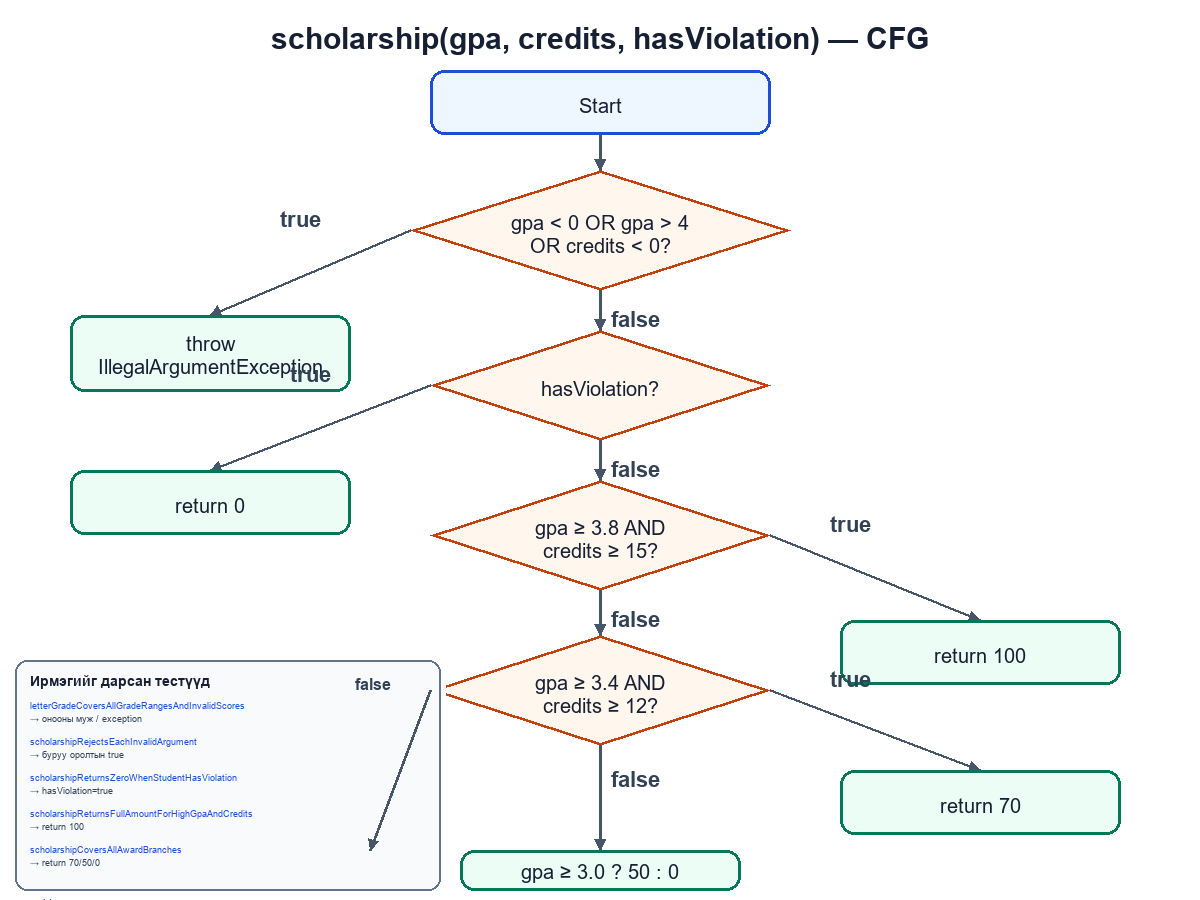 scholarship(gpa, credits, hasViolation) — CFG
Start
gpa < 0 OR gpa > 4
OR credits < 0?
true
false
throw
IllegalArgumentException
true
hasViolation?
false
return 0
gpa ≥ 3.8 AND
credits ≥ 15?
true
false
return 100
gpa ≥ 3.4 AND
credits ≥ 12?
true
false
return 70
gpa ≥ 3.0 ? 50 : 0
Ирмэгийг дарсан тестүүд
false
letterGradeCoversAllGradeRangesAndInvalidScores
→ онооны муж / exception
scholarshipRejectsEachInvalidArgument
→ буруу оролтын true
scholarshipReturnsZeroWhenStudentHasViolation
→ hasViolation=true
scholarshipReturnsFullAmountForHighGpaAndCredits
→ return 100
scholarshipCoversAllAwardBranches
→ return 70/50/0